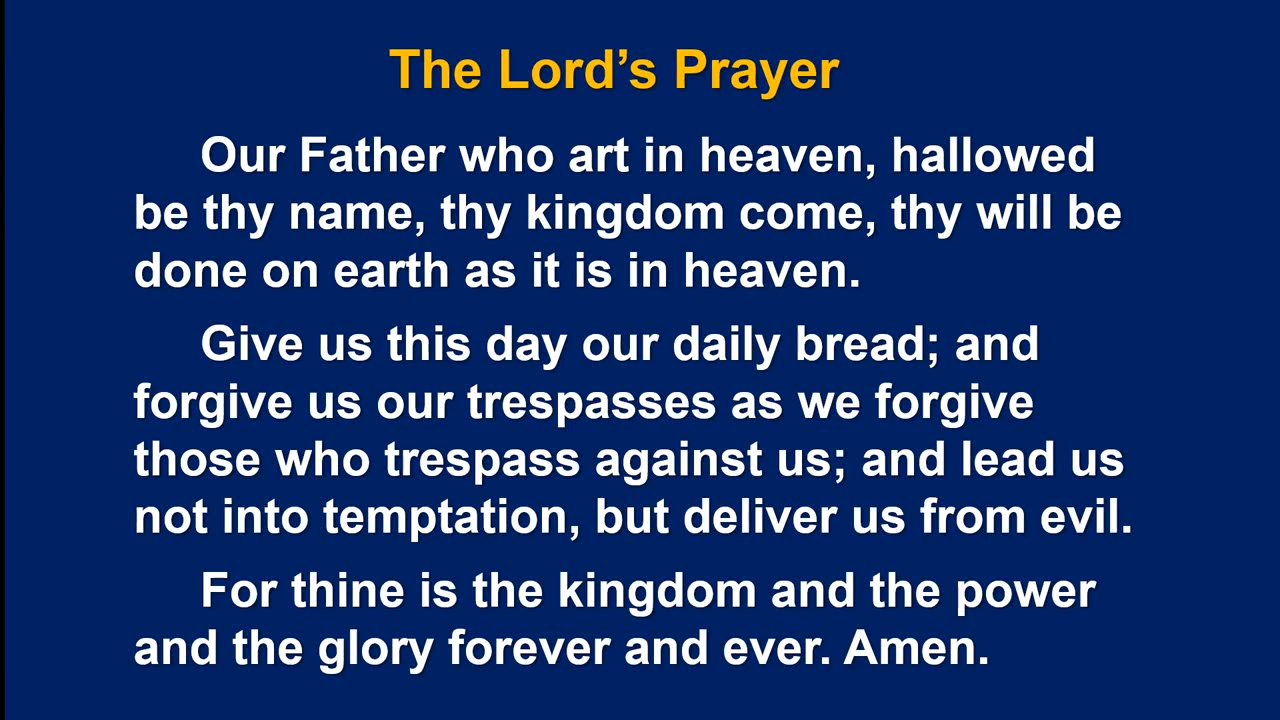 The Lord’s Prayer
Our Father who art in heaven, hallowed
be thy name, thy kingdom come, thy will be
done on earth as it is in heaven.
Give us this day our daily bread; and
forgive us our trespasses as we forgive
those who trespass against us; and lead us
not into temptation, but deliver us from evil.
For thine is the kingdom and the power
and the glory forever and ever. Amen.